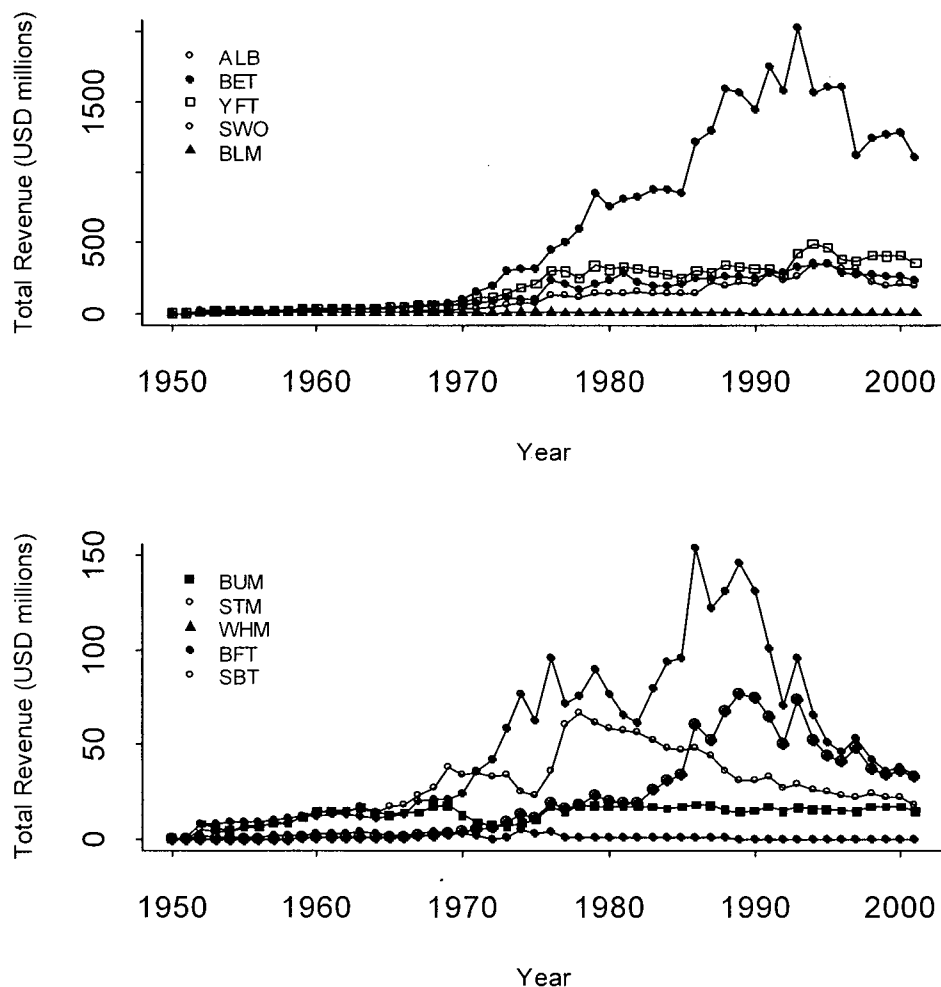 Total Revenue (USD millions)
1500
500
0
ALB
BET
YFT
SWO
BLM
1950 1960 1970 1980 1990 2000
Year
Total Revenue (USD millions)
150
100
50
0
BUM
STM
WHM
BFT
SBT
1950 1960 1970 1980 1990 2000
Year